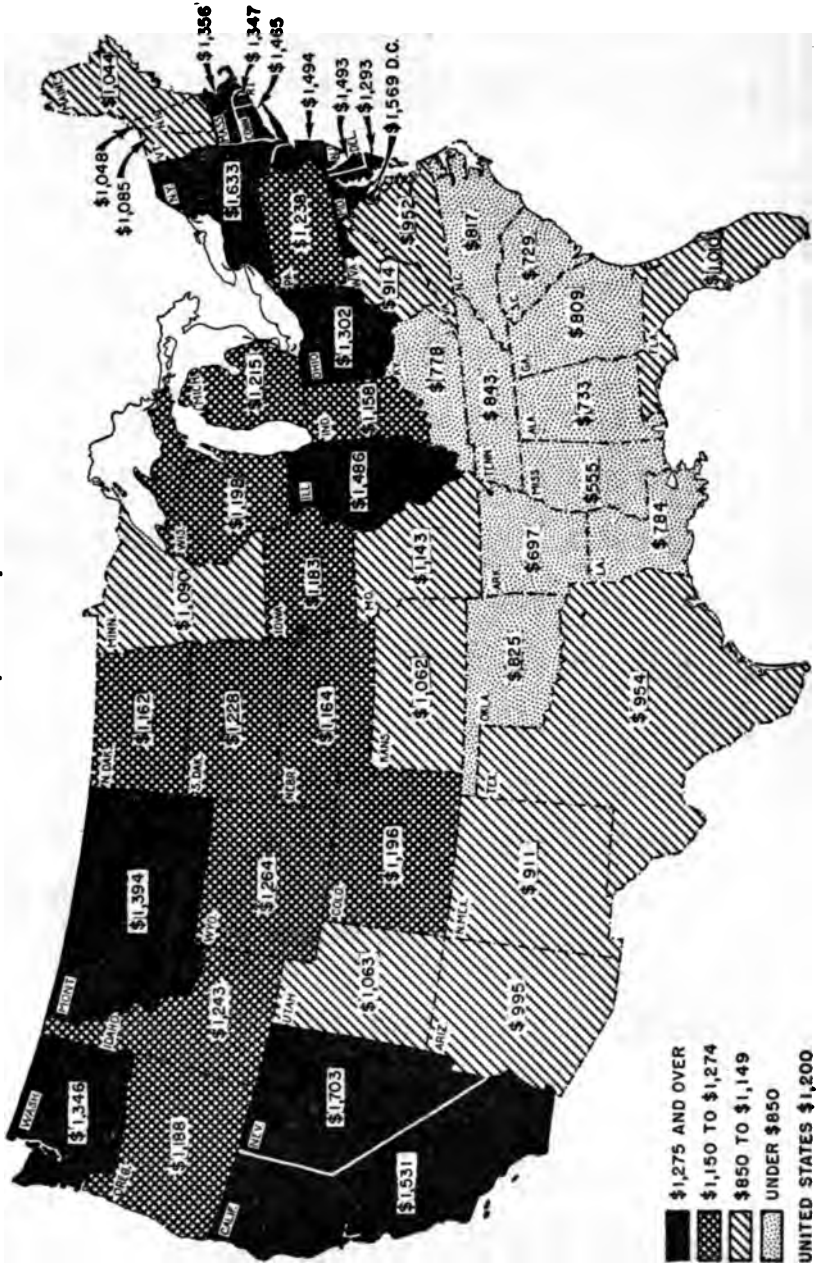 WASH
$1,346
OREG.
$1,188
CALIF.
$1,531
NEV.
$1,703
IDAHO
$1,243
MONT
$1,394
WYO.
$1,264
UTAH
$1,063
COLO.
$1,196
ARIZ
$995
N.MEX.
$911
N.DAK.
$1,162
S.DAK.
$1,228
NEBR
$1,164
KANS
$1,062
OKLA
$825
TEX.
$954
MINN.
$1,090
IOWA
$1,183
MO.
$1,143
ARK
$697
LA.
$784
WIS.
$1,198
ILL
$1,486
MICH.
$1,215
IND.
$1,158
OHIO
$1,302
KY.
$778
TENN
$843
MISS
$555
ALA
$733
GA
$809
FLA.
S.C.
$729
N.C.
$817
VA.
$952
W.VA
$914
PA.
$1,238
NY
$1,633
VT.
N.H.
MAINE
$1,044
$1,048
$1,085
MASS
CONN
R.I.
DEL.
$1,356
$1,347
$1,465
$1,494
$1,493
$1,293
$1,569 D.C.
$1,275 AND OVER
$1,150 TO $1,274
$850 TO $1,149
UNDER $850
UNITED STATES $1,200